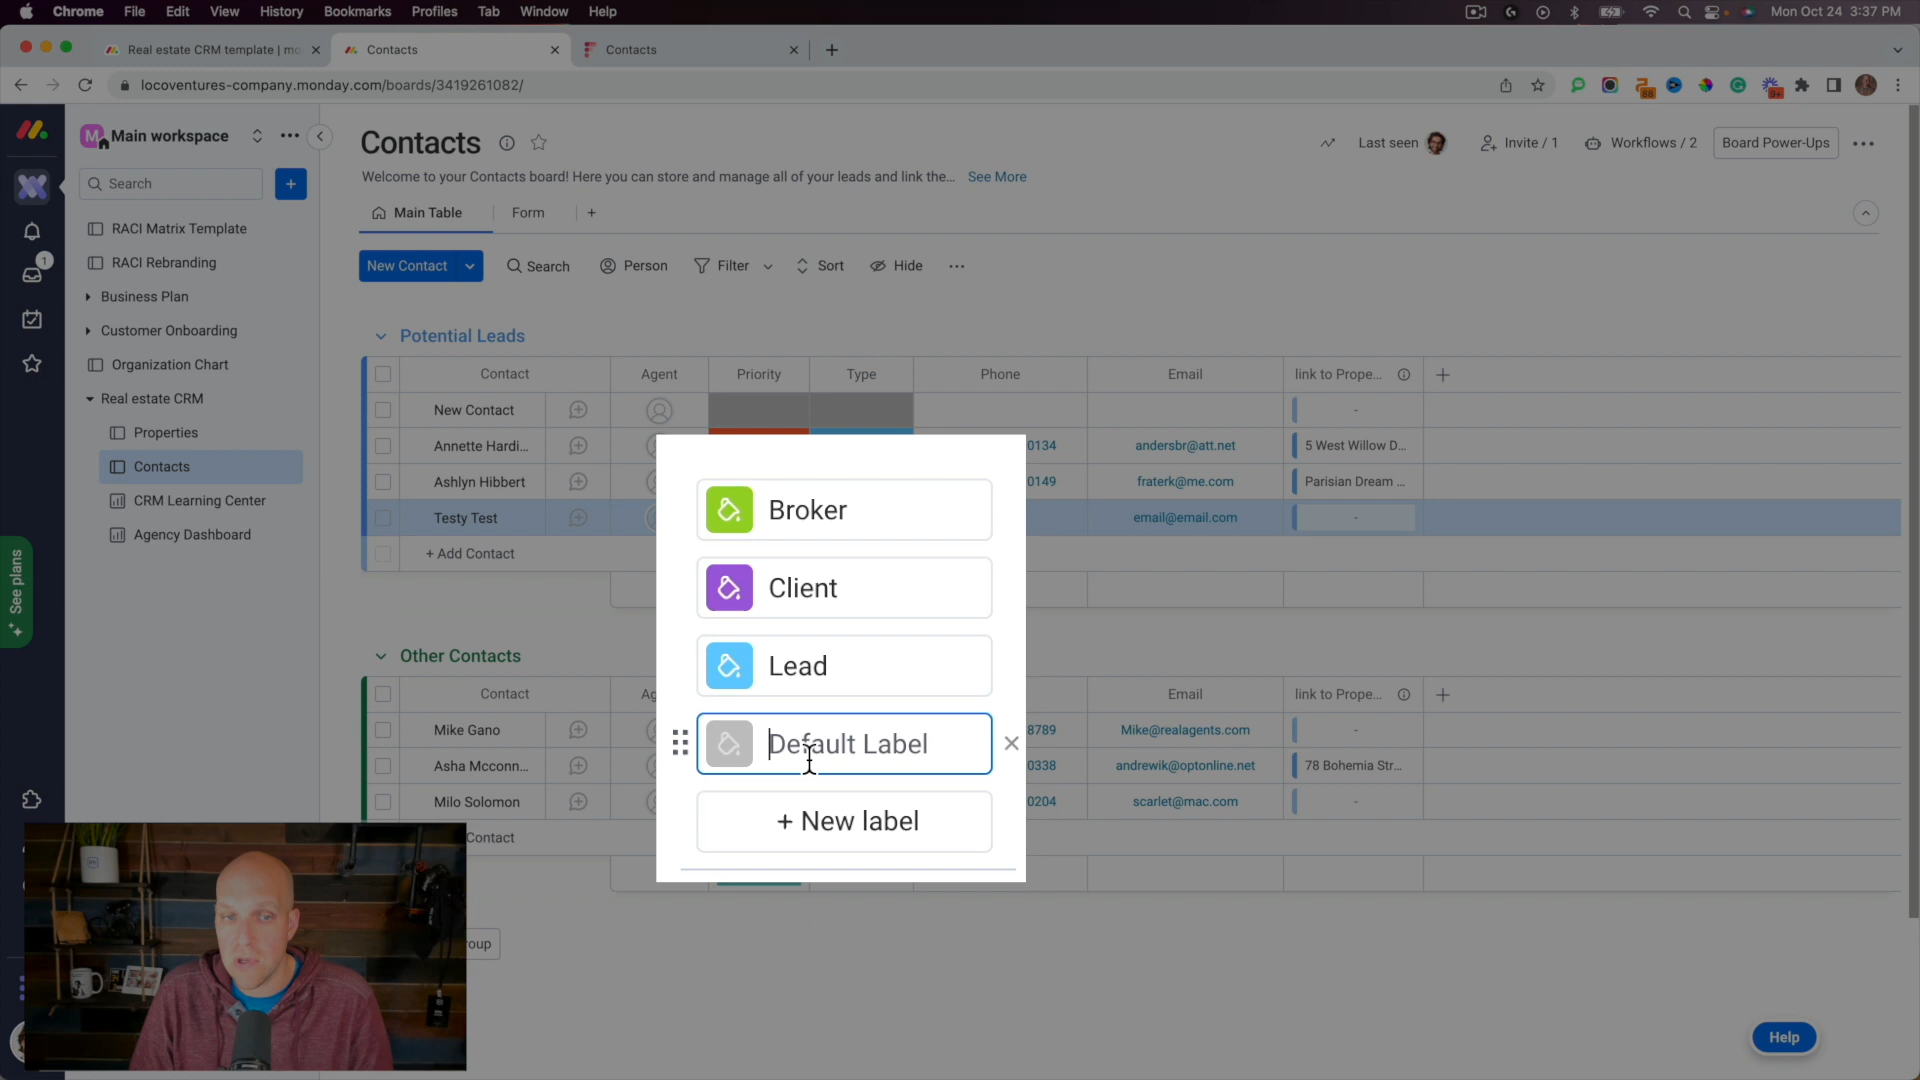 Chrome File Edit View History Bookmarks Profiles Tab Window Help
Mon Oct 24 3:37 PM
Real estate CRM template | mo
Contacts
Contacts
locoventures-company.monday.com/boards/3419261082/
88
9+
M Main workspace
Search
RACI Matrix Template
RACI Rebranding
Business Plan
Customer Onboarding
Organization Chart
Real estate CRM
Properties
Contacts
CRM Learning Center
Agency Dashboard
1
See plans
Contacts
Last seen
Invite / 1
Workflows / 2
Board Power-Ups
Welcome to your Contacts board! Here you can store and manage all of your leads and link the... See More
Main Table
Form
New Contact
Search
Person
Filter
Sort
Hide
Potential Leads
Contact Agent Priority Type Phone Email link to Prope...
New Contact -
Annette Hardi... 0134 andersbr@att.net 5 West Willow D...
Ashlyn Hibbert 0149 fraterk@me.com Parisian Dream ...
Testy Test email@email.com -
+ Add Contact
Broker
Client
Lead
Default Label
+ New label
Other Contacts
Contact Ag Email link to Prope...
Mike Gano 8789 Mike@realagents.com -
Asha Mcconn... 0338 andrewik@optonline.net 78 Bohemia Str...
Milo Solomon 0204 scarlet@mac.com -
Contact
oup
Help